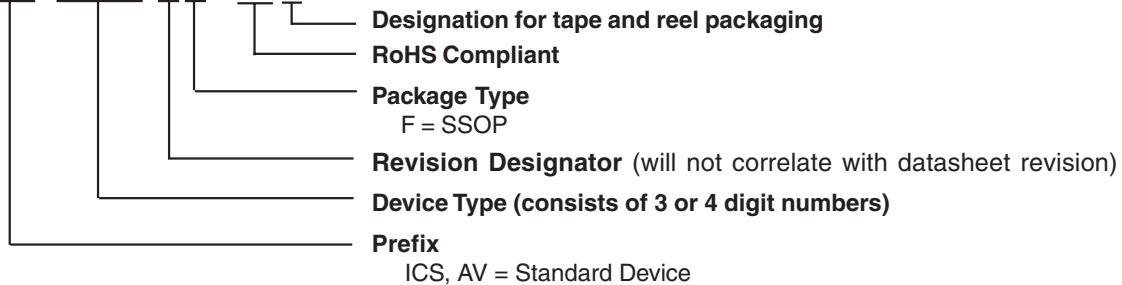 Designation for tape and reel packaging
RoHS Compliant
Package Type
F = SSOP
Revision Designator (will not correlate with datasheet revision)
Device Type (consists of 3 or 4 digit numbers)
Prefix
ICS, AV = Standard Device